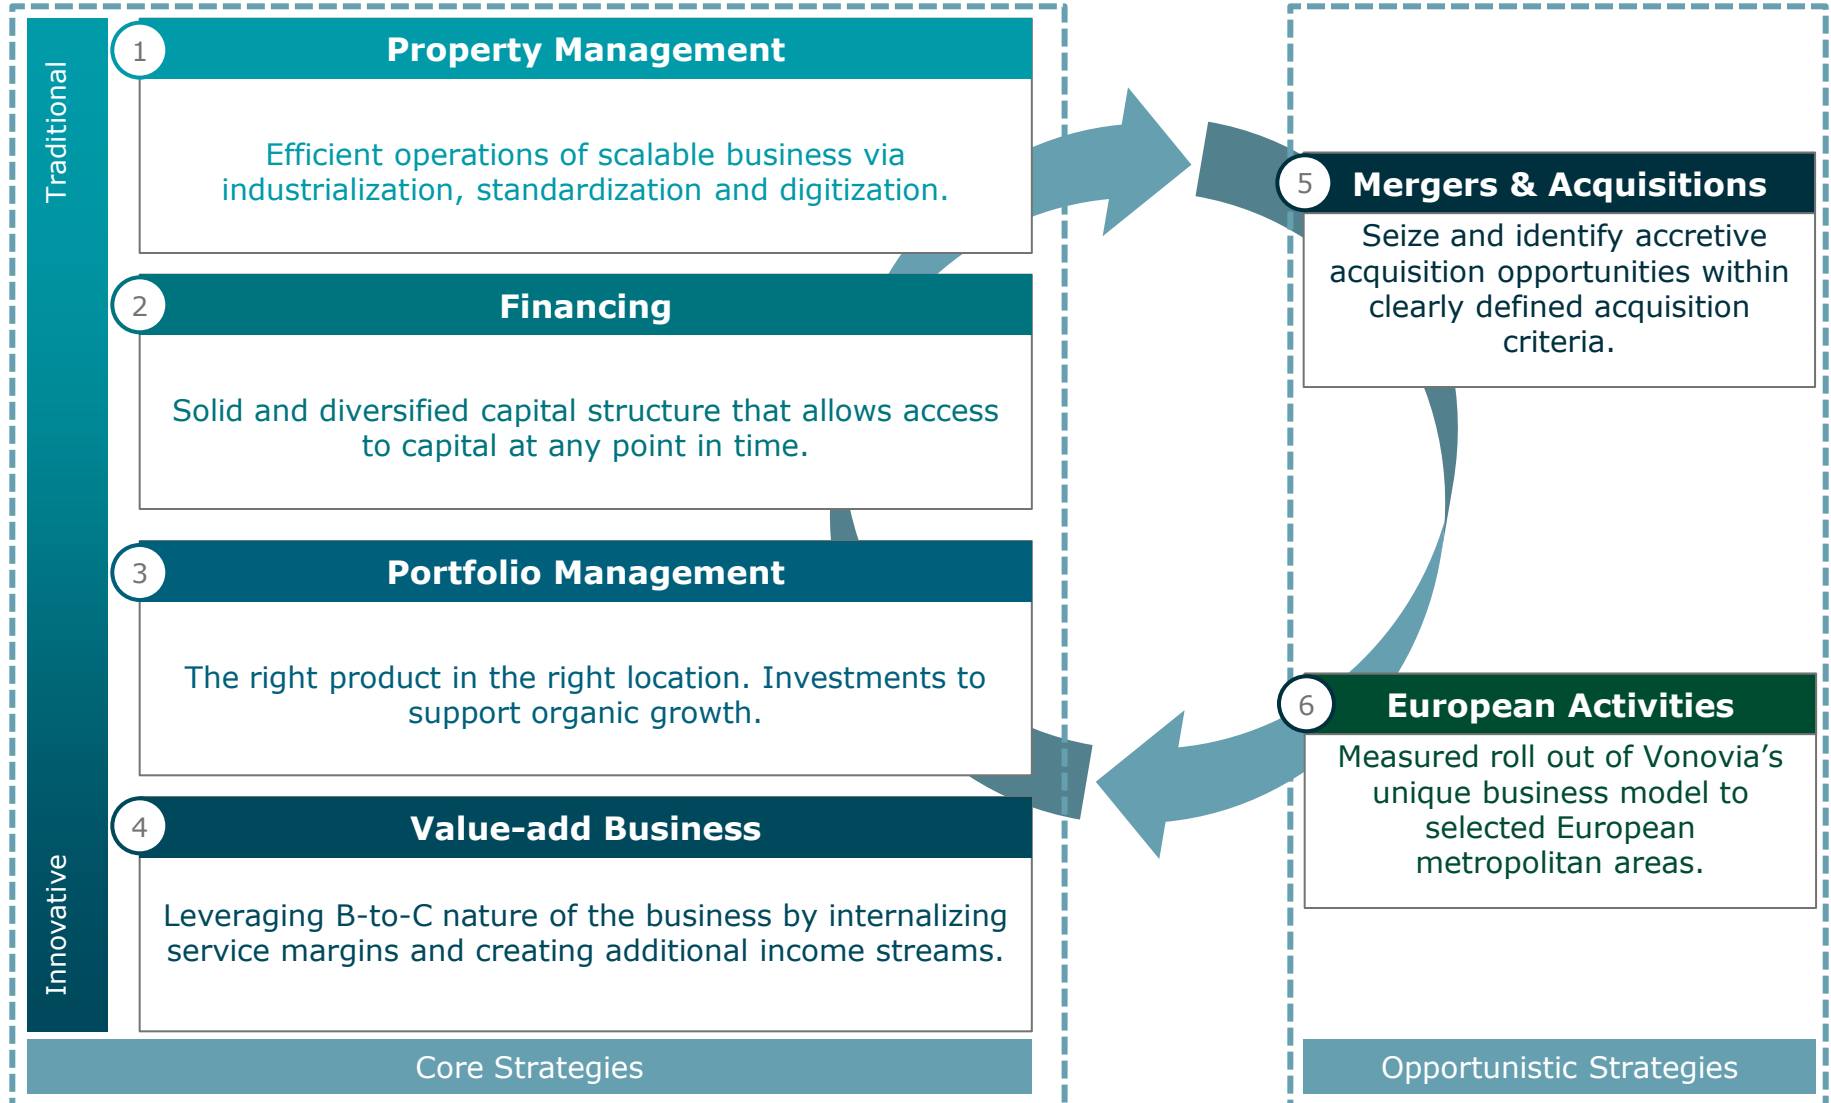 Traditional
1
Property Management
Efficient operations of scalable business via
industrialization, standardization and digitization.
2
Financing
Solid and diversified capital structure that allows access
to capital at any point in time.
3
Portfolio Management
The right product in the right location. Investments to
support organic growth.
Innovative
4
Value-add Business
Leveraging B-to-C nature of the business by internalizing
service margins and creating additional income streams.
Core Strategies
5
Mergers & Acquisitions
Seize and identify accretive
acquisition opportunities within
clearly defined acquisition
criteria.
6
European Activities
Measured roll out of Vonovia’s
unique business model to
selected European
metropolitan areas.
Opportunistic Strategies